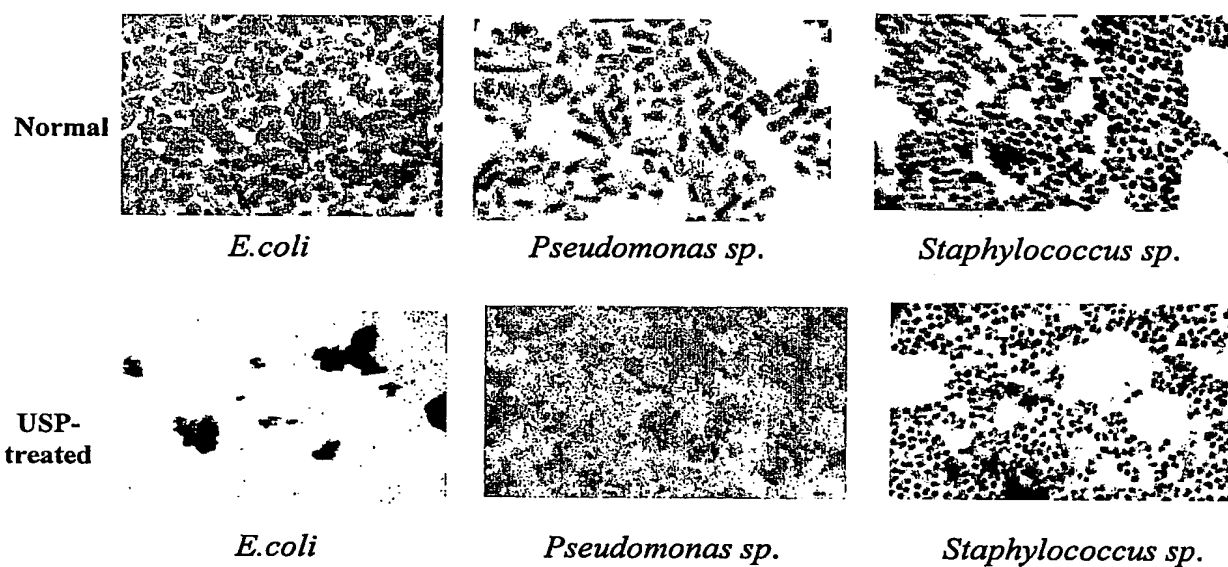 Normal
E.coli
Pseudomonas sp.
Staphylococcus sp.
USP-
treated
E.coli
Pseudomonas sp.
Staphylococcus sp.